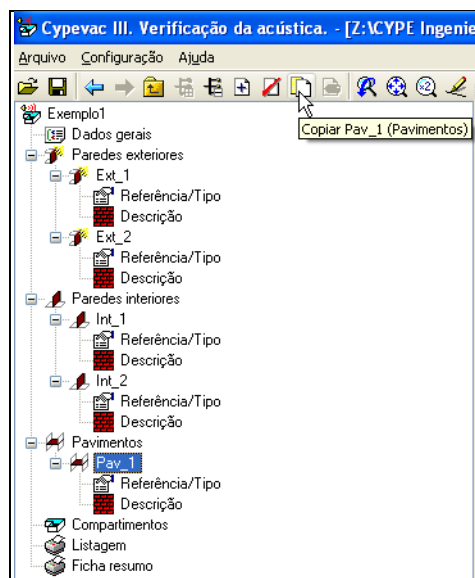 Cypevac III. Verificação da acústica. - [Z:\CYPE Ingenie
Arquivo Configuração Ajuda
Copiar Pav_1 (Pavimentos)
Exemplo1
Dados gerais
Paredes exteriores
Ext_1
Referência/Tipo
Descrição
Ext_2
Referência/Tipo
Descrição
Paredes interiores
Int_1
Referência/Tipo
Descrição
Int_2
Referência/Tipo
Descrição
Pavimentos
Pav_1
Referência/Tipo
Descrição
Compartimentos
Listagem
Ficha resumo